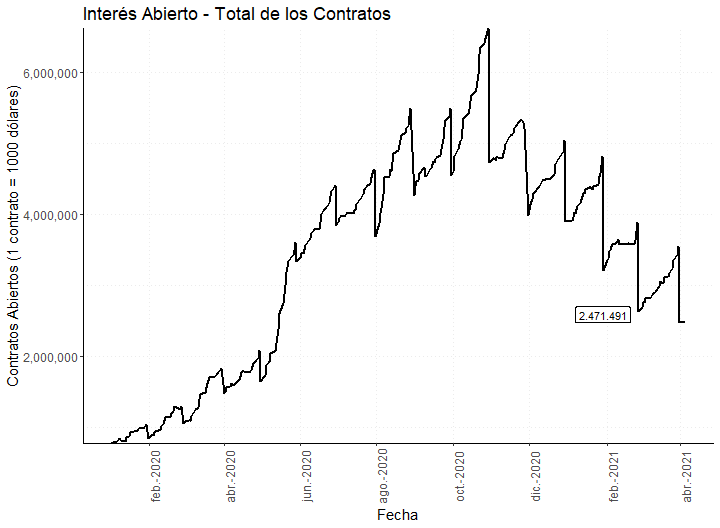 Interés Abierto - Total de los Contratos
Contratos Abiertos (1 contrato = 1000 dólares)
6,000,000
4,000,000
2,000,000
2.471.491
feb.-2020
abr.-2020
jun.-2020
ago.-2020
oct.-2020
dic.-2020
feb.-2021
abr.-2021
Fecha